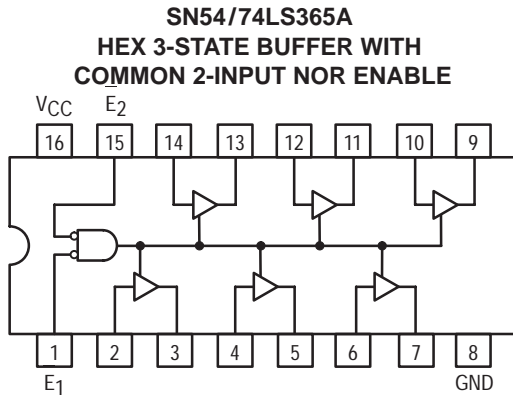 SN54/74LS365A
HEX 3-STATE BUFFER WITH
COMMON 2-INPUT NOR ENABLE
VCC E2
16 15 14 13 12 11 10 9
1 2 3 4 5 6 7 8
E1 GND